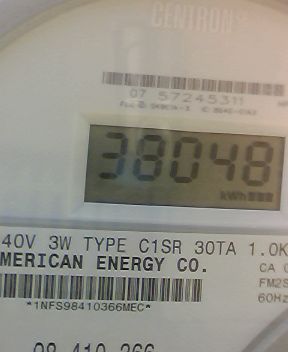 CENTRON
07 57245311
38048
kWh
40V 3W TYPE C1SR 30TA 1.0K
MERICAN ENERGY CO.
CA
FM2S
60Hz
*1NFS98410366MEC*
98 410 366